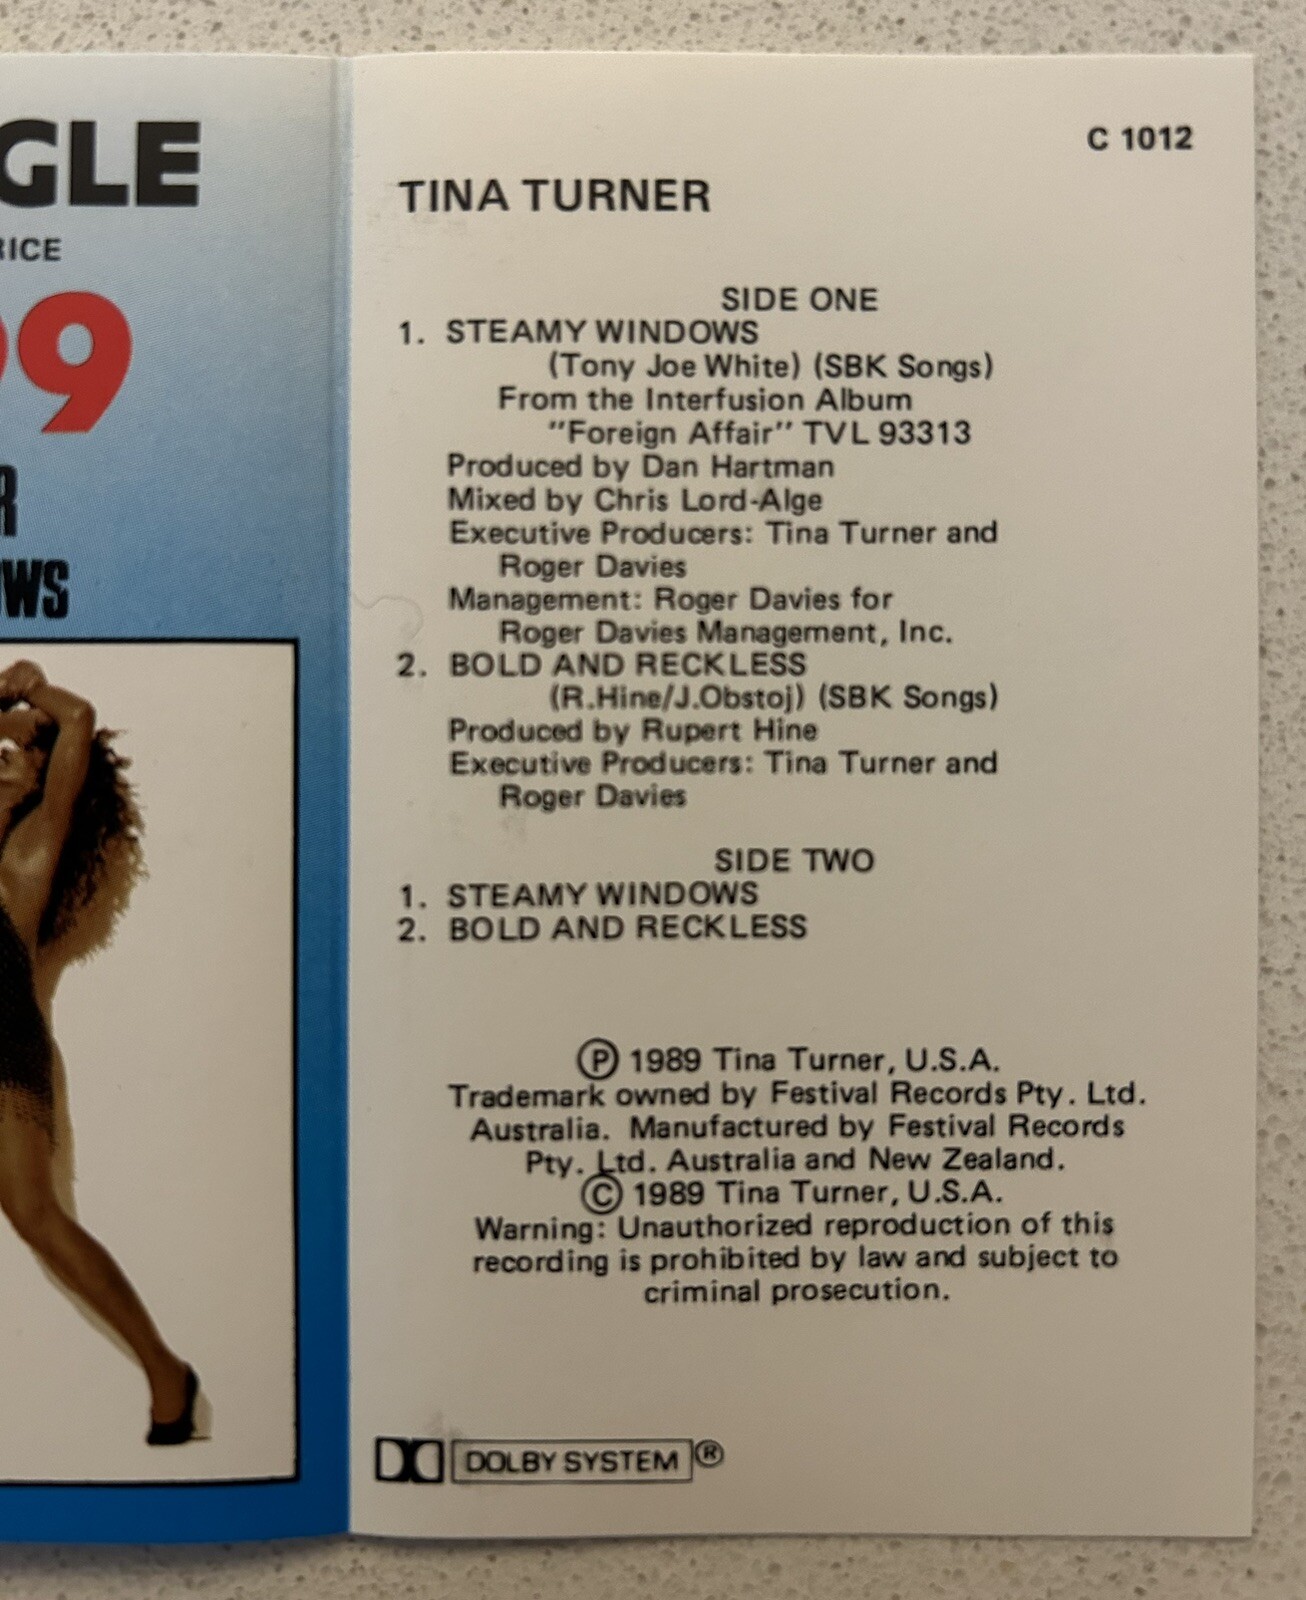 GLE
RICE
99
R
OWS
C 1012
TINA TURNER
SIDE ONE
1. STEAMY WINDOWS
(Tony Joe White) (SBK Songs)
From the Interfusion Album
"Foreign Affair" TVL 93313
Produced by Dan Hartman
Mixed by Chris Lord-Alge
Executive Producers: Tina Turner and
Roger Davies
Management: Roger Davies for
Roger Davies Management, Inc.
2. BOLD AND RECKLESS
(R.Hine/J.Obstoj) (SBK Songs)
Produced by Rupert Hine
Executive Producers: Tina Turner and
Roger Davies
SIDE TWO
1. STEAMY WINDOWS
2. BOLD AND RECKLESS
Ⓟ 1989 Tina Turner, U.S.A.
Trademark owned by Festival Records Pty. Ltd.
Australia. Manufactured by Festival Records
Pty. Ltd. Australia and New Zealand.
© 1989 Tina Turner, U.S.A.
Warning: Unauthorized reproduction of this
recording is prohibited by law and subject to
criminal prosecution.
DOLBY SYSTEM®